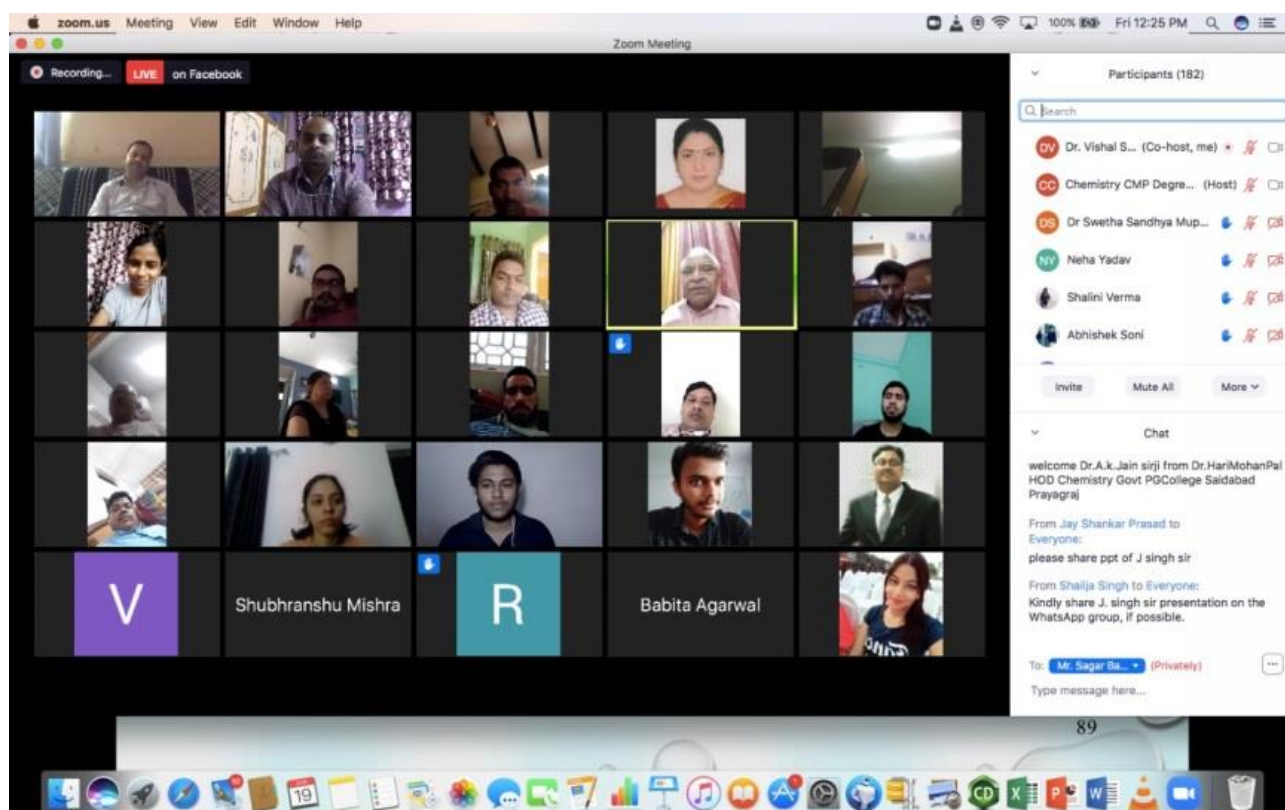 zoom.us Meeting View Edit Window Help
100% Fri 12:25 PM
Zoom Meeting
Recording...
LIVE on Facebook
Participants (182)
Search
DV Dr. Vishal S... (Co-host, me)
CC Chemistry CMP Degre... (Host)
DS Dr Swetha Sandhya Mup...
NY Neha Yadav
Shalini Verma
Abhishek Soni
Invite Mute All More
Chat
welcome Dr.A.k.Jain sirji from Dr.HariMohanPal
HOD Chemistry Govt PGCollege Saidabad
Prayagraj
From Jay Shankar Prasad to
Everyone:
please share ppt of J singh sir
From Shailja Singh to Everyone:
Kindly share J. singh sir presentation on the
WhatsApp group, if possible.
To: Mr. Sagar Ba... (Privately)
Type message here...
V
Shubhranshu Mishra
R
Babita Agarwal
89
19